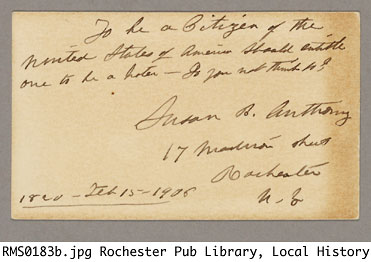 To be a Citizen of the
United States of America should entitle
one to be a voter — Do you not think so?
Susan B. Anthony
17 Madison Street
Rochester
N. Y.
1820 - Feb 15 - 1906
RMS0183b.jpg Rochester Pub Library, Local History